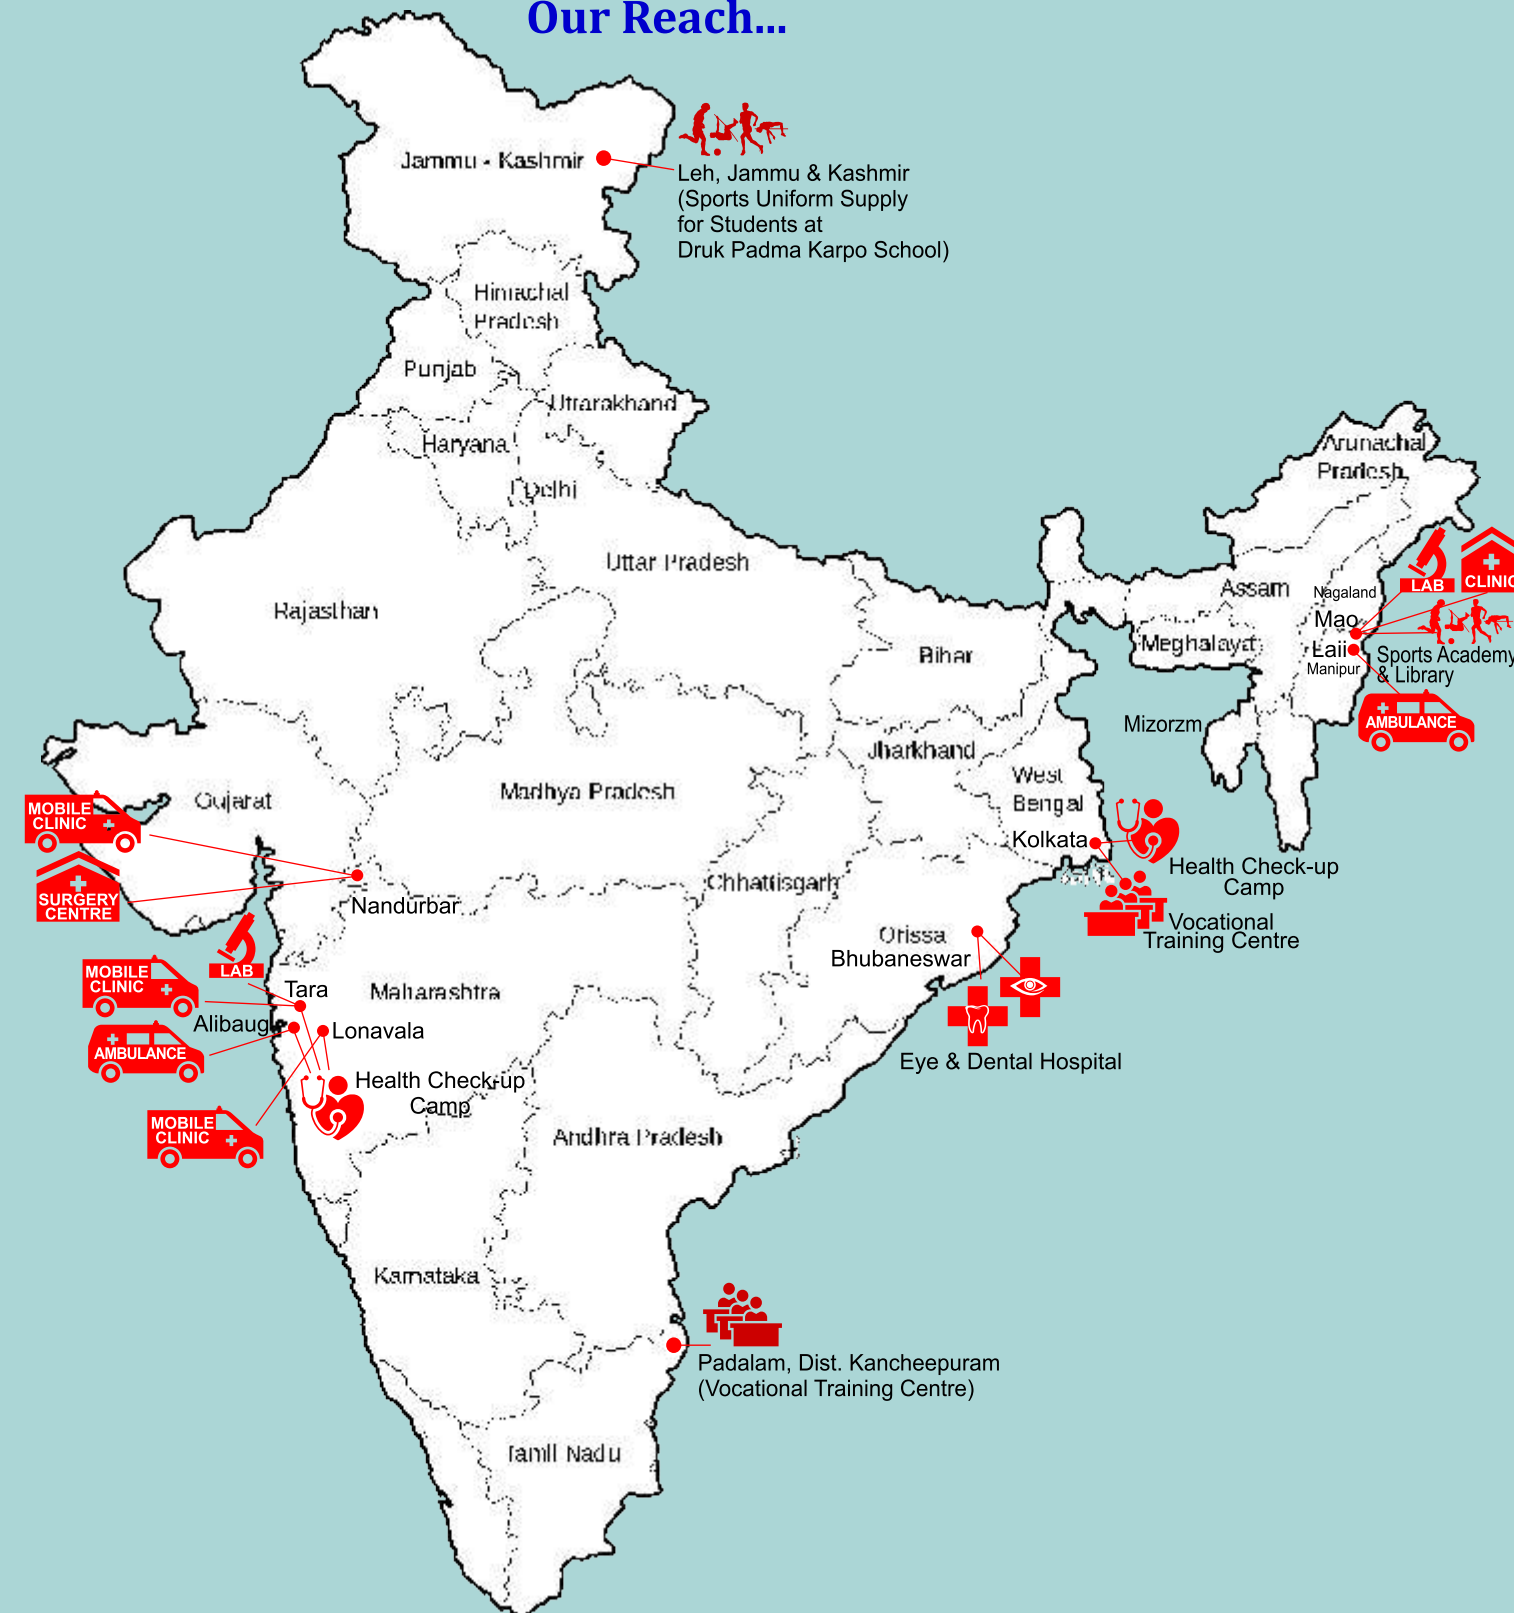 Our Reach...
Jammu - Kashmir
Leh, Jammu & Kashmir
(Sports Uniform Supply
for Students at
Druk Padma Karpo School)
Himachal
Pradesh
Punjab
Uttarakhand
Haryana
Delhi
Arunachal
Pradesh
Uttar Pradesh
Rajasthan
Assam
Nagaland
LAB
CLINIC
Mao
Meghalaya
Laii
Manipur
Sports Academy
& Library
Bihar
AMBULANCE
Mizorzm
Jharkhand
West
Bengal
Madhya Pradesh
Gujarat
MOBILE
CLINIC
Kolkata
Health Check-up
Camp
Chhattisgarh
SURGERY
CENTRE
Nandurbar
Vocational
Training Centre
Orissa
Bhubaneswar
LAB
MOBILE
CLINIC
Tara
Maharashtra
Alibaug
Lonavala
AMBULANCE
Eye & Dental Hospital
Health Check-up
Camp
MOBILE
CLINIC
Andhra Pradesh
Karnataka
Padalam, Dist. Kancheepuram
(Vocational Training Centre)
Tamil Nadu